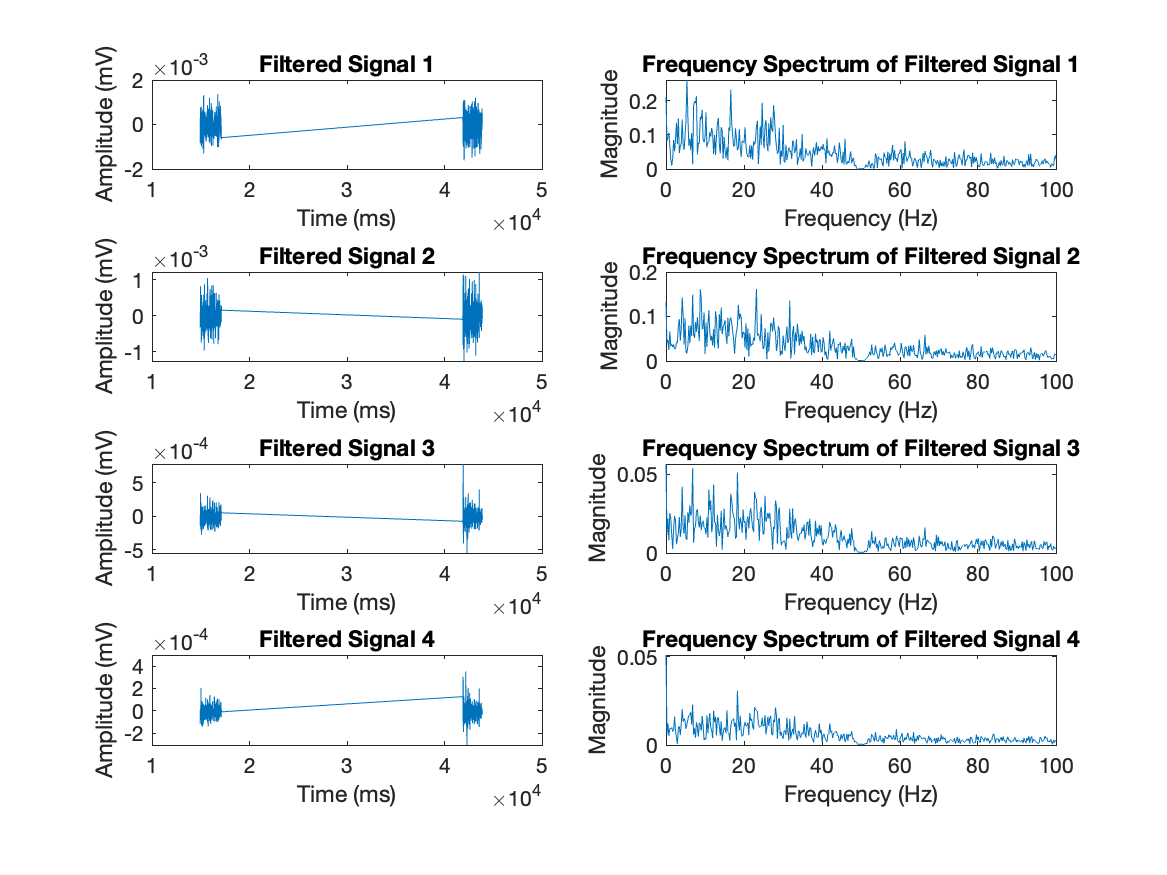 Filtered Signal 1
×10-3
Amplitude (mV)
2
0
-2
1 2 3 4 5
Time (ms)
×104
Frequency Spectrum of Filtered Signal 1
Magnitude
0.2
0.1
0
0 20 40 60 80 100
Frequency (Hz)
Filtered Signal 2
×10-3
Amplitude (mV)
1
0
-1
1 2 3 4 5
Time (ms)
×104
Frequency Spectrum of Filtered Signal 2
Magnitude
0.2
0.1
0
0 20 40 60 80 100
Frequency (Hz)
Filtered Signal 3
×10-4
Amplitude (mV)
5
0
-5
1 2 3 4 5
Time (ms)
×104
Frequency Spectrum of Filtered Signal 3
Magnitude
0.05
0
0 20 40 60 80 100
Frequency (Hz)
Filtered Signal 4
×10-4
Amplitude (mV)
4
2
0
-2
1 2 3 4 5
Time (ms)
×104
Frequency Spectrum of Filtered Signal 4
Magnitude
0.05
0
0 20 40 60 80 100
Frequency (Hz)